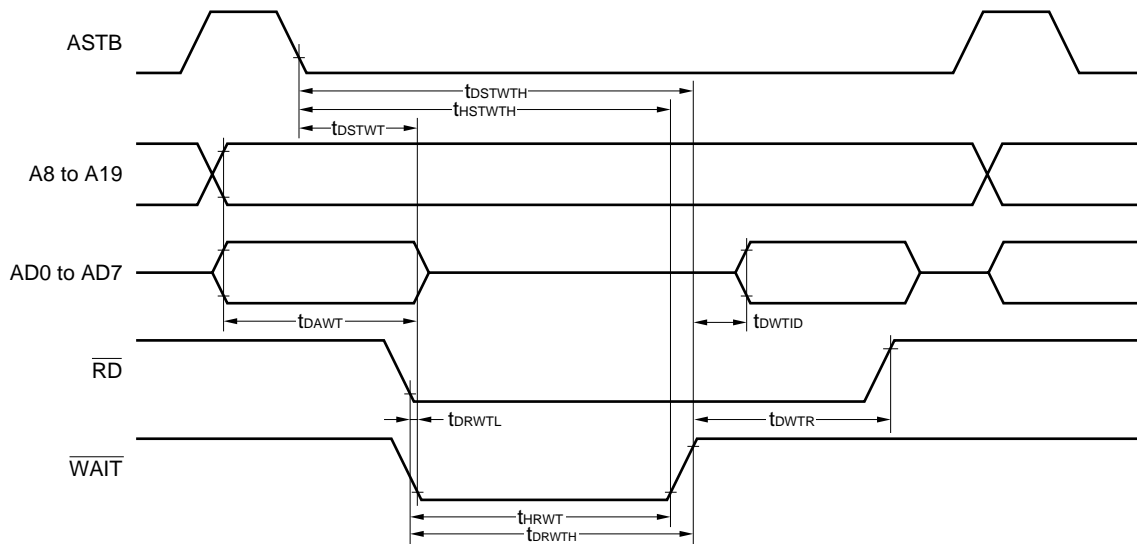 ASTB
tDSTWTH
tHSTWTH
tDSTWT
A8 to A19
AD0 to AD7
tDAWT
tDWTID
RD
tDRWTL
tDWTR
WAIT
tHRWT
tDRWTH